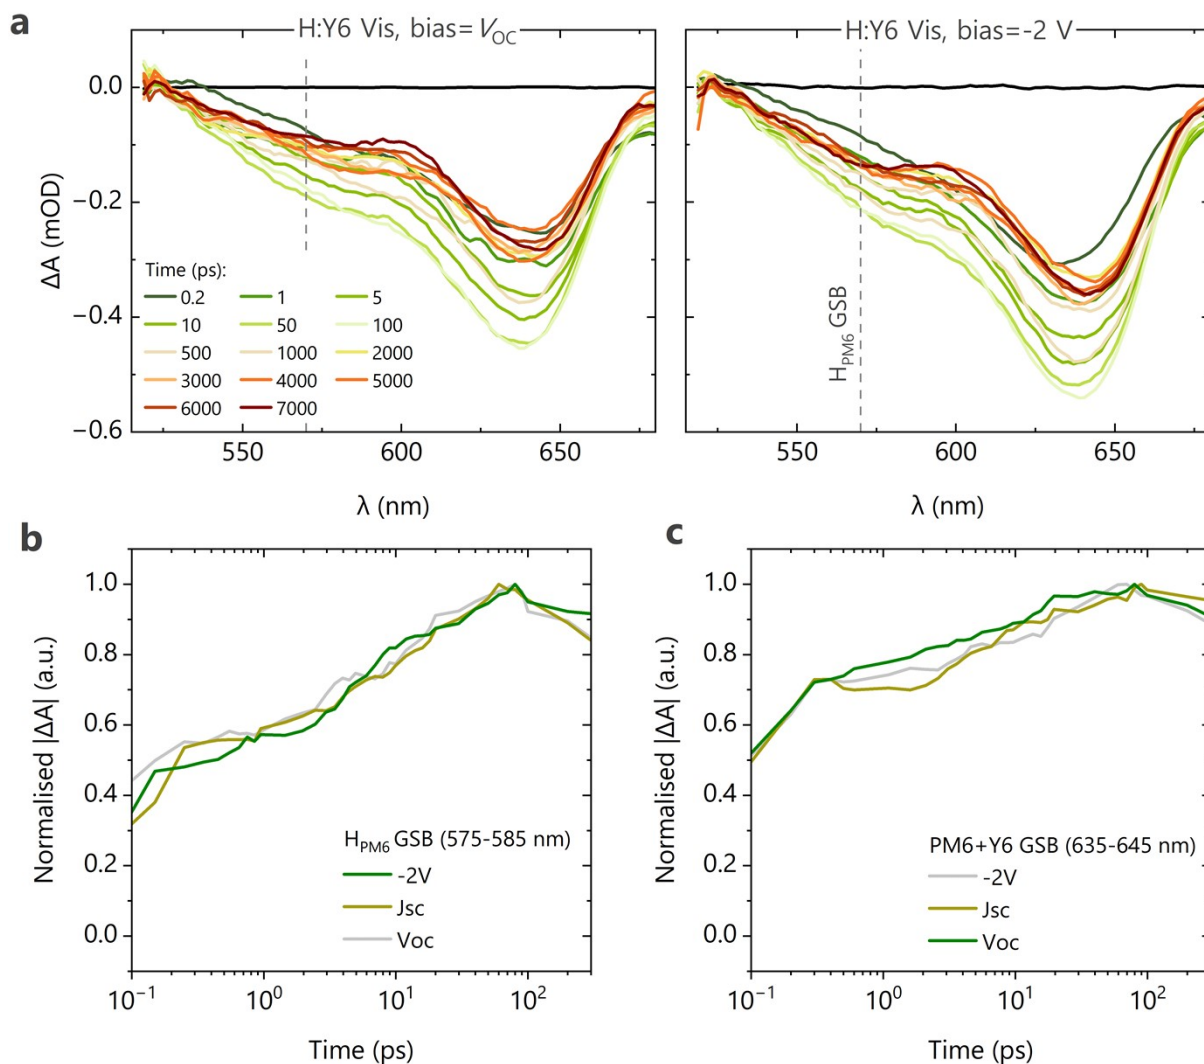 a
H:Y6 Vis, bias=VOC
H:Y6 Vis, bias=-2 V
0.0
-0.2
-0.4
-0.6
ΔA (mOD)
Time (ps):
0.2 1 5
10 50 100
500 1000 2000
3000 4000 5000
6000 7000
HPM6 GSB
550 600 650
550 600 650
λ (nm)
λ (nm)
b
1.0
0.8
0.6
0.4
0.2
0.0
Normalised |ΔA| (a.u.)
HPM6 GSB (575-585 nm)
-2V
Jsc
Voc
10⁻¹ 10⁰ 10¹ 10²
Time (ps)
c
1.0
0.8
0.6
0.4
0.2
0.0
Normalised |ΔA| (a.u.)
PM6+Y6 GSB (635-645 nm)
-2V
Jsc
Voc
10⁻¹ 10⁰ 10¹ 10²
Time (ps)